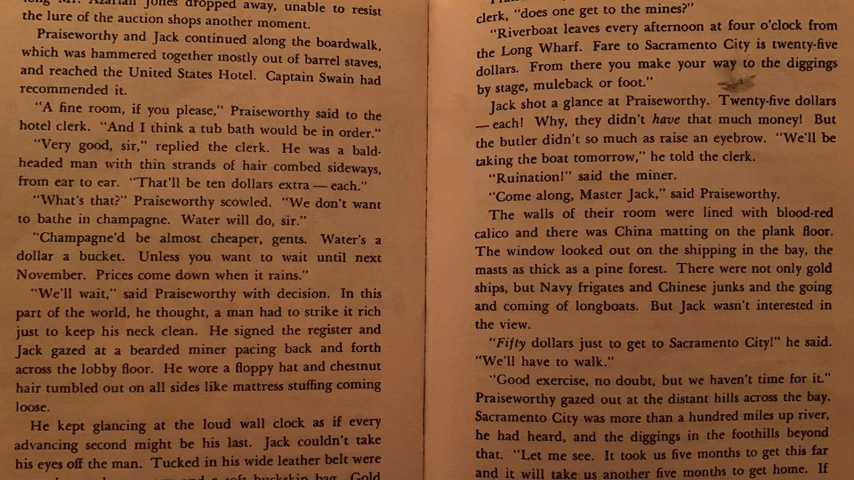 long Mr. Azariah Jones dropped away, unable to resist
the lure of the auction shops another moment.
Praiseworthy and Jack continued along the boardwalk,
which was hammered together mostly out of barrel staves,
and reached the United States Hotel. Captain Swain had
recommended it.
"A fine room, if you please," Praiseworthy said to the
hotel clerk. "And I think a tub bath would be in order."
"Very good, sir," replied the clerk. He was a bald-
headed man with thin strands of hair combed sideways,
from ear to ear. "That'll be ten dollars extra — each."
"What's that?" Praiseworthy scowled. "We don't want
to bathe in champagne. Water will do, sir."
"Champagne'd be almost cheaper, gents. Water's a
dollar a bucket. Unless you want to wait until next
November. Prices come down when it rains."
"We'll wait," said Praiseworthy with decision. In this
part of the world, he thought, a man had to strike it rich
just to keep his neck clean. He signed the register and
Jack gazed at a bearded miner pacing back and forth
across the lobby floor. He wore a floppy hat and chestnut
hair tumbled out on all sides like mattress stuffing coming
loose.
He kept glancing at the loud wall clock as if every
advancing second might be his last. Jack couldn't take
his eyes off the man. Tucked in his wide leather belt were
and a soft buckskin bag. Gold
clerk, "does one get to the mines?"
"Riverboat leaves every afternoon at four o'clock from
the Long Wharf. Fare to Sacramento City is twenty-five
dollars. From there you make your way to the diggings
by stage, muleback or foot."
Jack shot a glance at Praiseworthy. Twenty-five dollars
— each! Why, they didn't have that much money! But
the butler didn't so much as raise an eyebrow. "We'll be
taking the boat tomorrow," he told the clerk.
"Ruination!" said the miner.
"Come along, Master Jack," said Praiseworthy.
The walls of their room were lined with blood-red
calico and there was China matting on the plank floor.
The window looked out on the shipping in the bay, the
masts as thick as a pine forest. There were not only gold
ships, but Navy frigates and Chinese junks and the going
and coming of longboats. But Jack wasn't interested in
the view.
"Fifty dollars just to get to Sacramento City!" he said.
"We'll have to walk."
"Good exercise, no doubt, but we haven't time for it."
Praiseworthy gazed out at the distant hills across the bay.
Sacramento City was more than a hundred miles up river,
he had heard, and the diggings in the foothills beyond
that. "Let me see. It took us five months to get this far
and it will take us another five months to get home. If